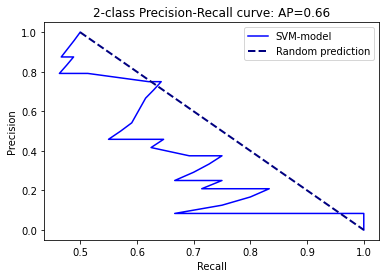 2-class Precision-Recall curve: AP=0.66
1.0
0.8
0.6
0.4
0.2
0.0
Precision
SVM-model
Random prediction
0.5
0.6
0.7
0.8
0.9
1.0
Recall